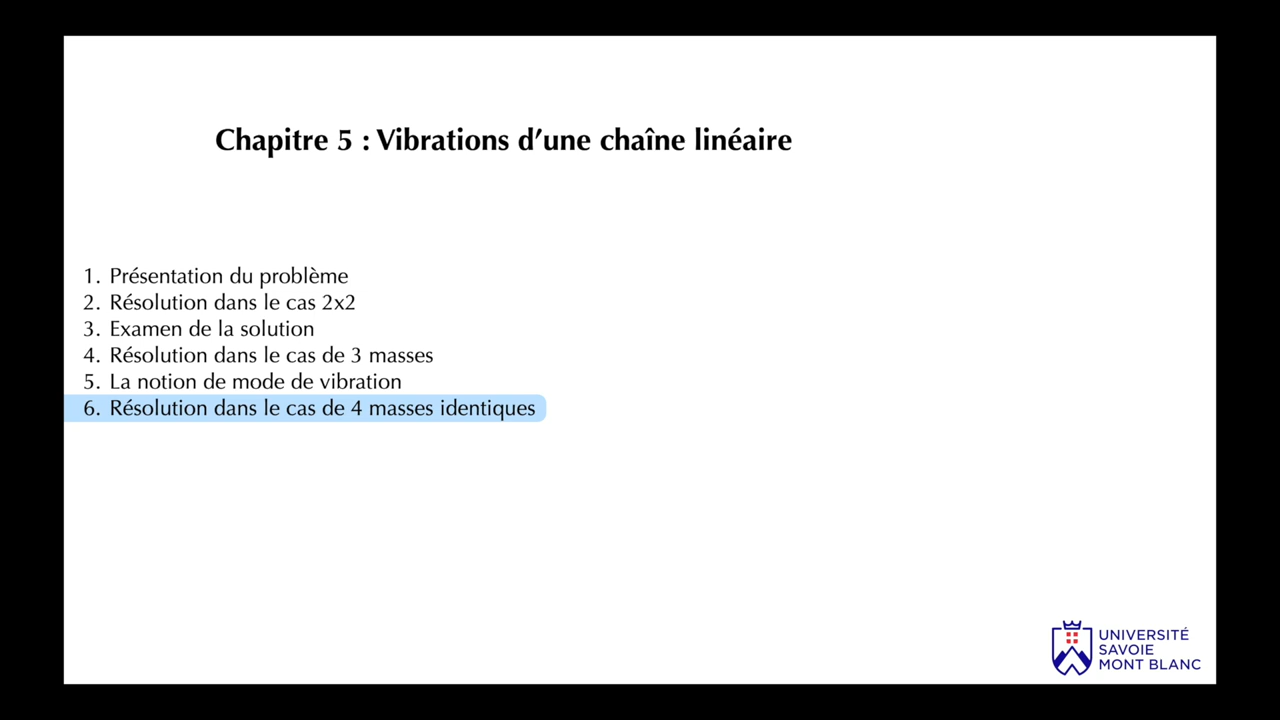 Chapitre 5 : Vibrations d’une chaîne linéaire
1. Présentation du problème
2. Résolution dans le cas 2x2
3. Examen de la solution
4. Résolution dans le cas de 3 masses
5. La notion de mode de vibration
6. Résolution dans le cas de 4 masses identiques
UNIVERSITÉ
SAVOIE
MONT BLANC